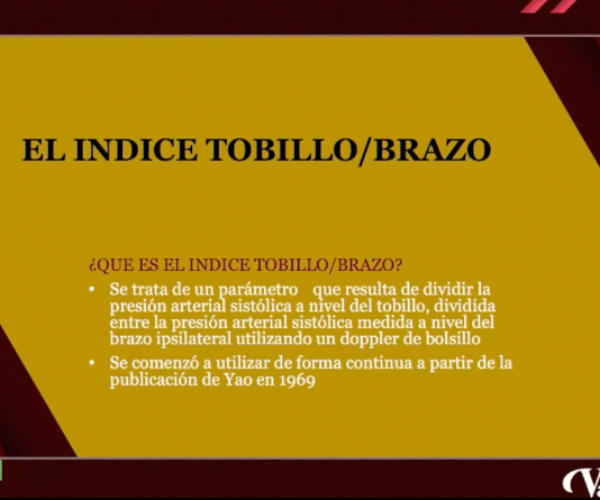 EL INDICE TOBILLO/BRAZO
¿QUE ES EL INDICE TOBILLO/BRAZO?
• Se trata de un parámetro que resulta de dividir la
presión arterial sistólica a nivel del tobillo, dividida
entre la presión arterial sistólica medida a nivel del
brazo ipsilateral utilizando un doppler de bolsillo
• Se comenzó a utilizar de forma continua a partir de la
publicación de Yao en 1969